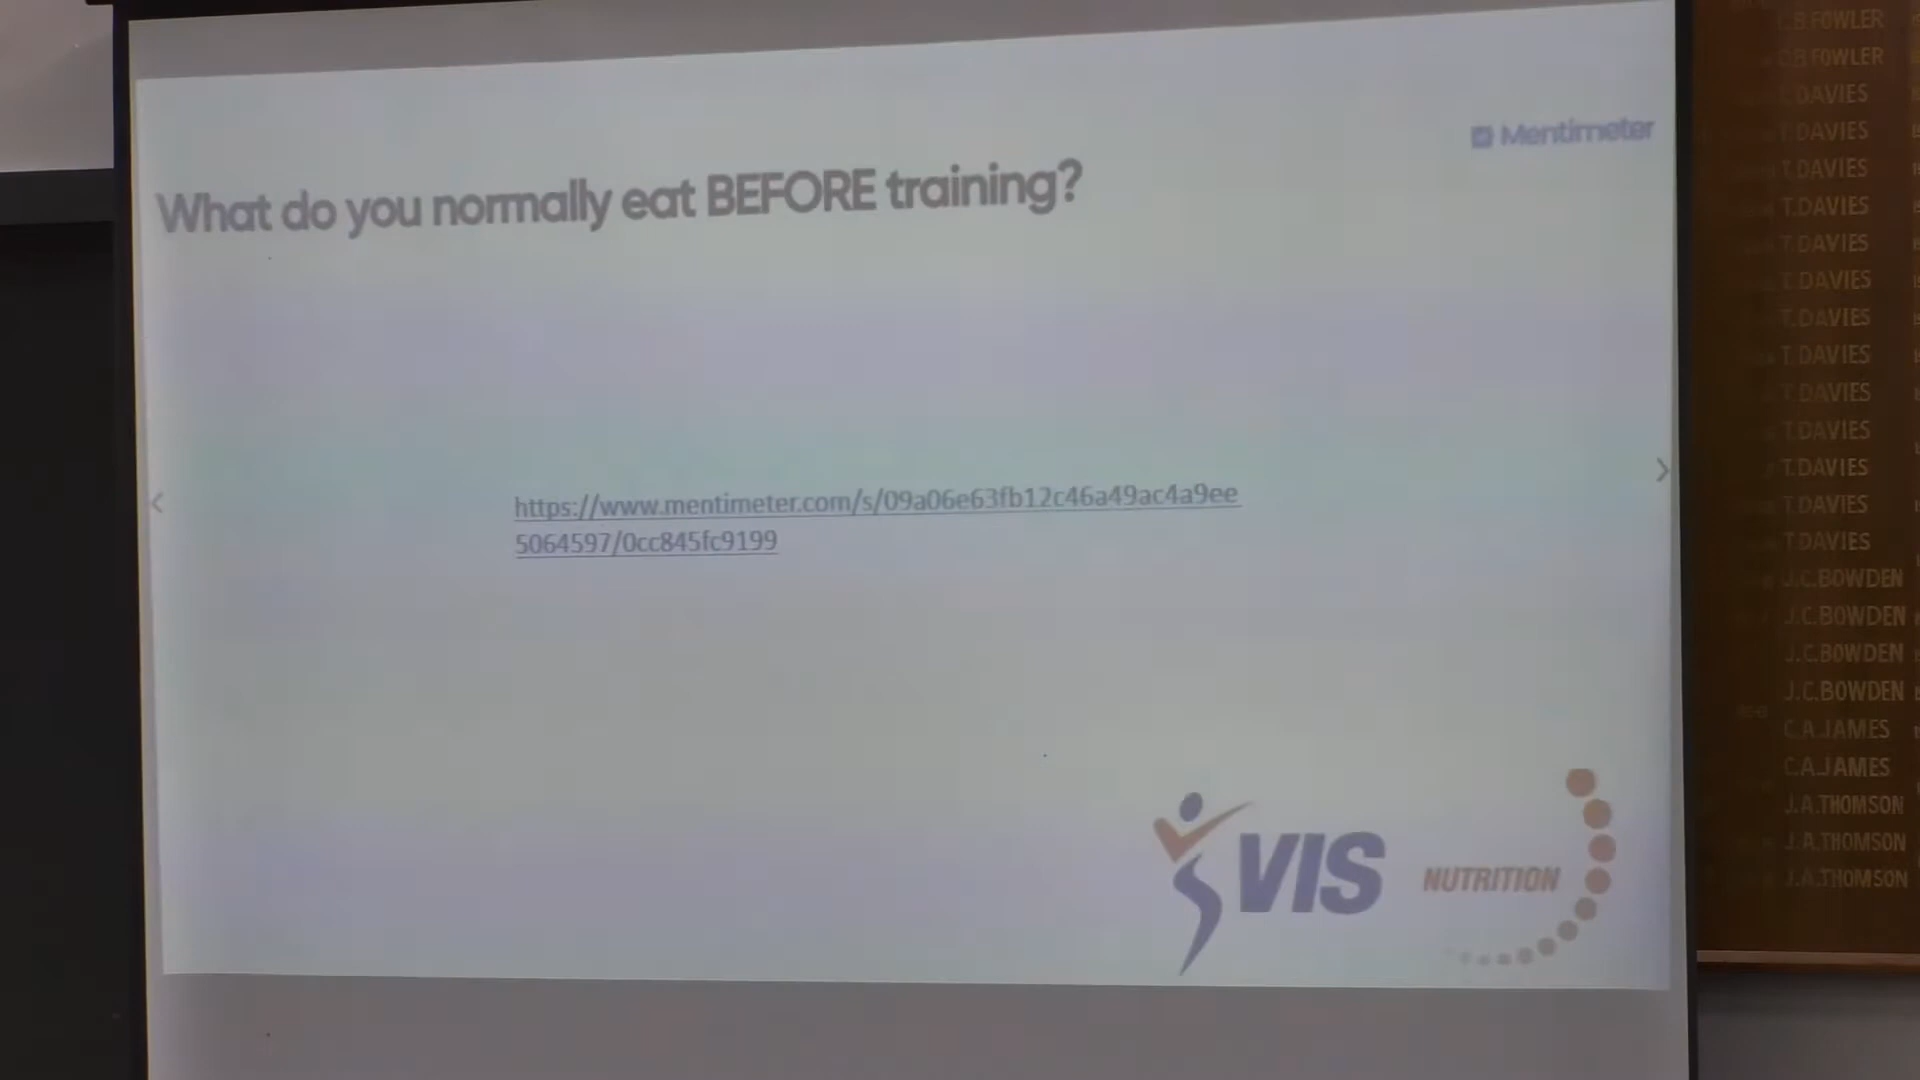 Mentimeter
What do you normally eat BEFORE training?
https://www.mentimeter.com/s/09a06e63fb12c46a49ac4a9ee
5064597/0cc845fc9199
VIS
NUTRITION
C.B FOWLER
C.B FOWLER
T.DAVIES
T.DAVIES
T.DAVIES
T.DAVIES
T.DAVIES
T.DAVIES
T.DAVIES
T.DAVIES
T.DAVIES
T.DAVIES
T.DAVIES
T.DAVIES
T.DAVIES
J.C.BOWDEN
J.C.BOWDEN
J.C.BOWDEN
J.C.BOWDEN
C.A.JAMES
C.A.JAMES
J.A.THOMSON
J.A.THOMSON
J.A.THOMSON